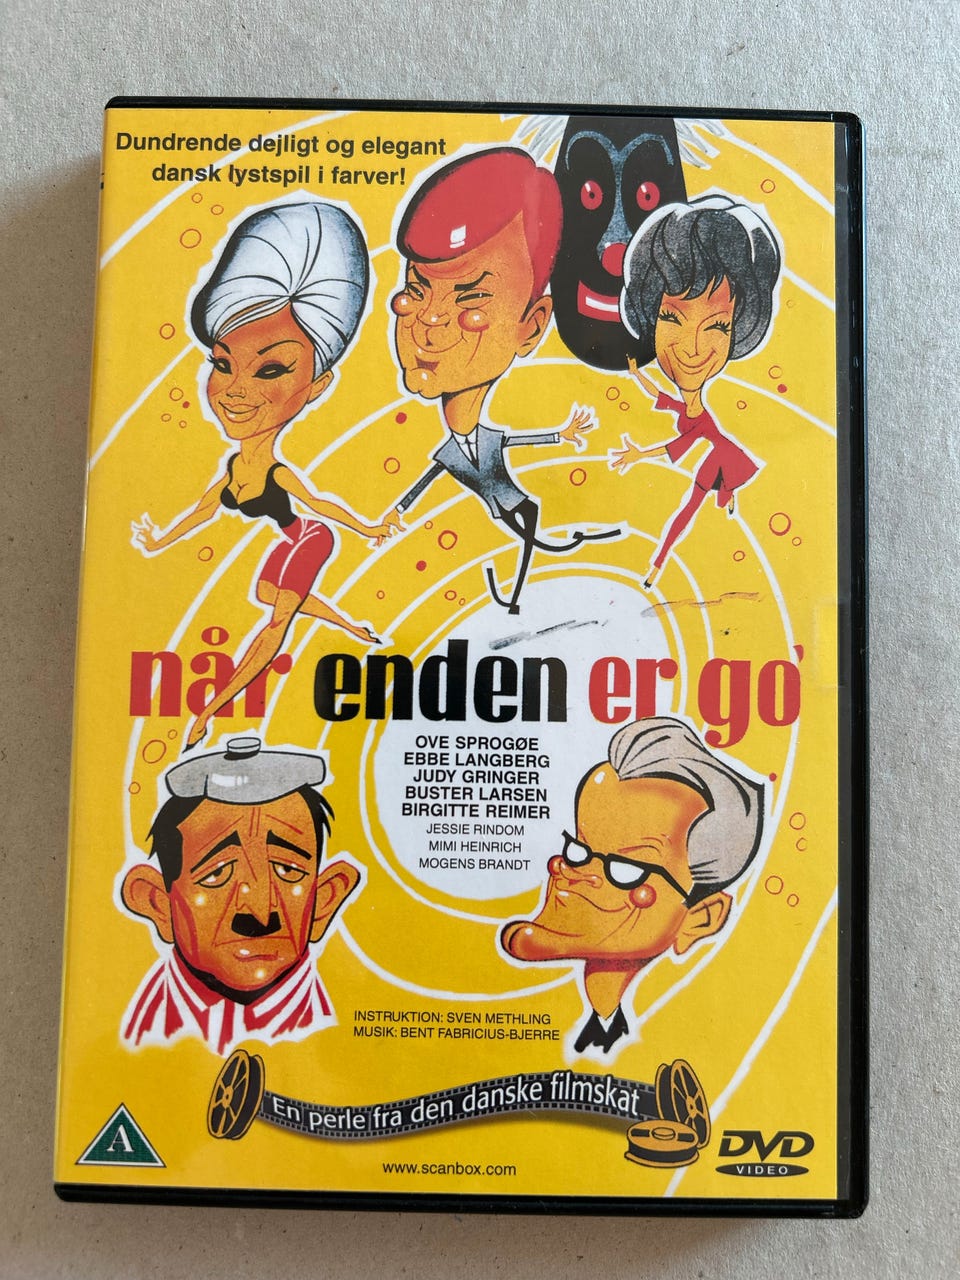 Dundrende dejligt og elegant
dansk lystspil i farver!
når enden er go'
OVE SPROGØE
EBBE LANGBERG
JUDY GRINGER
BUSTER LARSEN
BIRGITTE REIMER
JESSIE RINDOM
MIMI HEINRICH
MOGENS BRANDT
INSTRUKTION: SVEN METHLING
MUSIK: BENT FABRICIUS-BJERRE
En perle fra den danske filmskat
A
www.scanbox.com
DVD
VIDEO